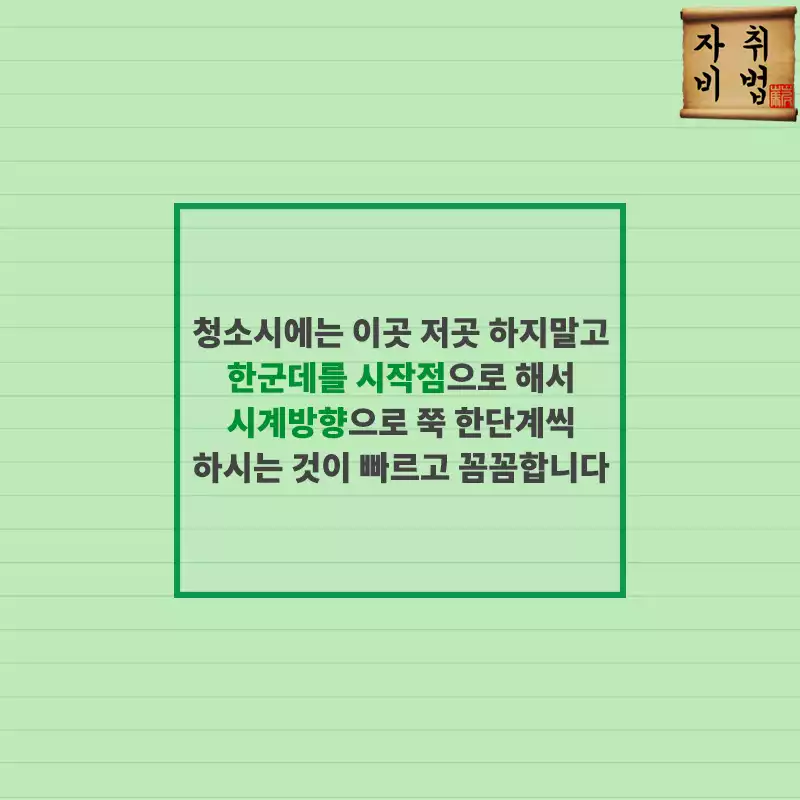 자취
비법
청소시에는 이곳 저곳 하지말고
한군데를 시작점으로 해서
시계방향으로 쭉 한단계씩
하시는 것이 빠르고 꼼꼼합니다